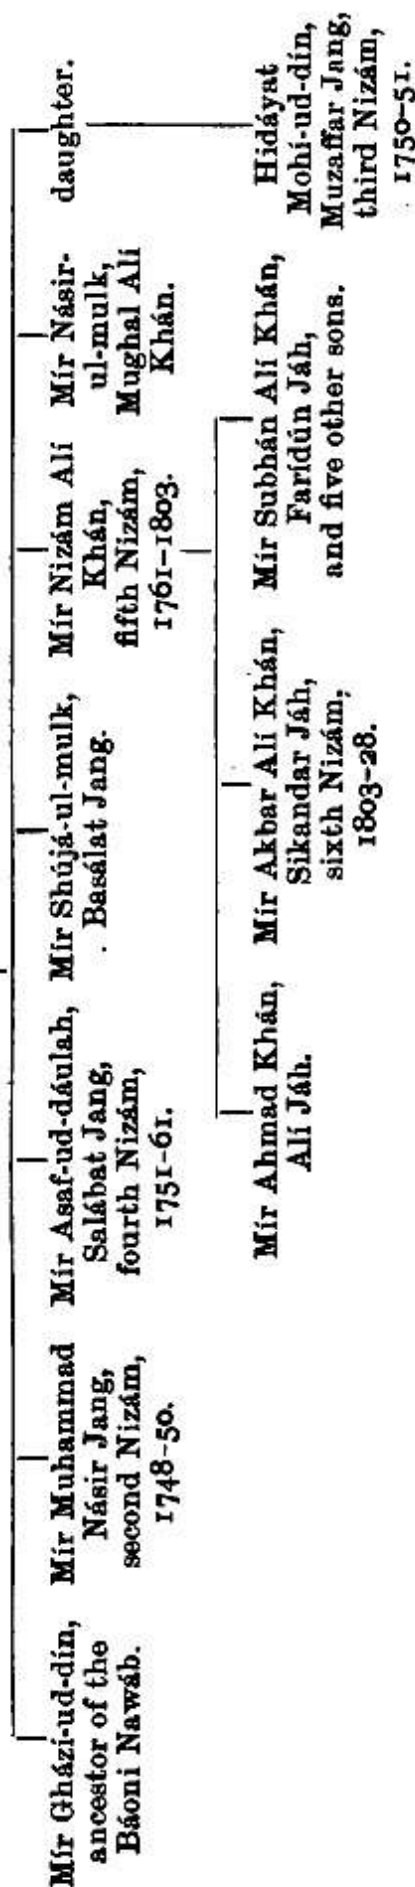 Mír Ghází-ud-dín,
ancestor of the
Báoni Nawáb.
Mír Muhammad
Násir Jang,
second Nizám,
1748-50.
Mír Asaf-ud-dáulah,
Salábat Jang,
fourth Nizám,
1751-61.
Mír Shújá-ul-mulk,
Basálat Jang.
Mír Nizám Alí
Khán,
fifth Nizám,
1761-1803.
Mír Násir-
ul-mulk,
Mughal Alí
Khán.
daughter.
Mír Ahmad Khán,
Alí Jáh.
Mír Akbar Alí Khán,
Sikandar Jáh,
sixth Nizám,
1803-28.
Mír Subhán Alí Khán,
Farídún Jáh,
and five other sons.
Hidáyat
Mohí-ud-dín,
Muzaffar Jang,
third Nizám,
1750-51.